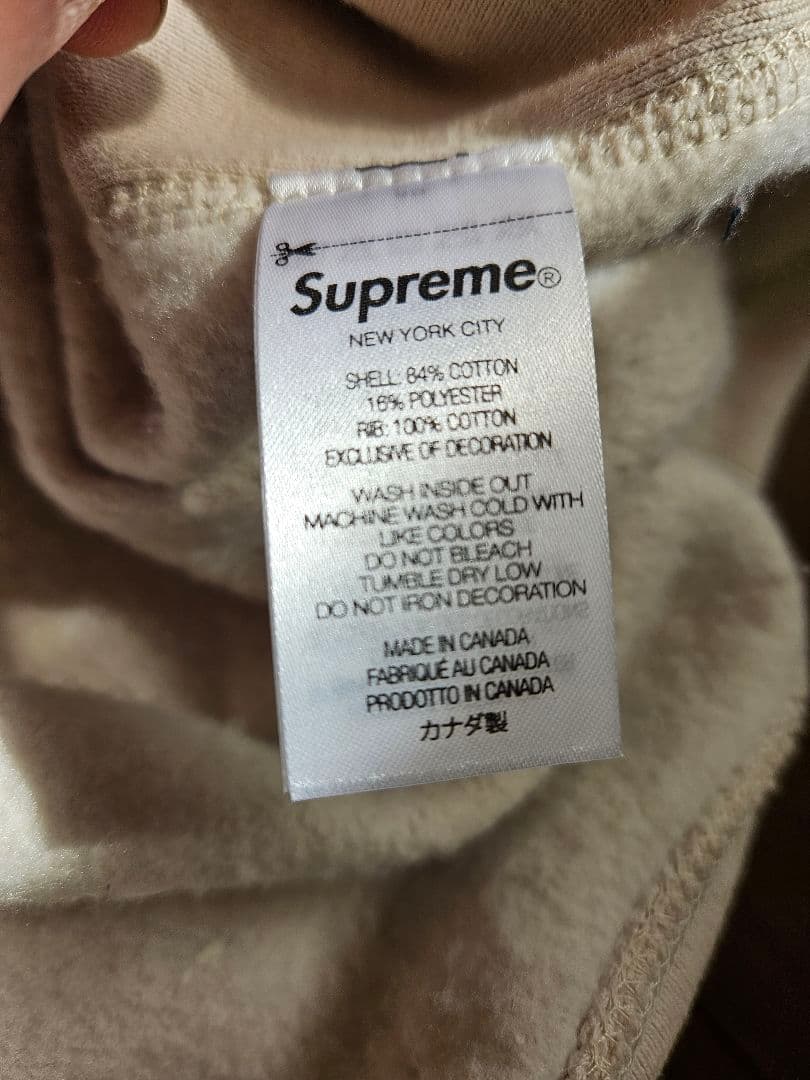 Supreme®
NEW YORK CITY
SHELL: 84% COTTON
16% POLYESTER
RIB: 100% COTTON
EXCLUSIVE OF DECORATION
WASH INSIDE OUT
MACHINE WASH COLD WITH
LIKE COLORS
DO NOT BLEACH
TUMBLE DRY LOW
DO NOT IRON DECORATION
MADE IN CANADA
FABRIQUÉ AU CANADA
PRODOTTO IN CANADA
カナダ製